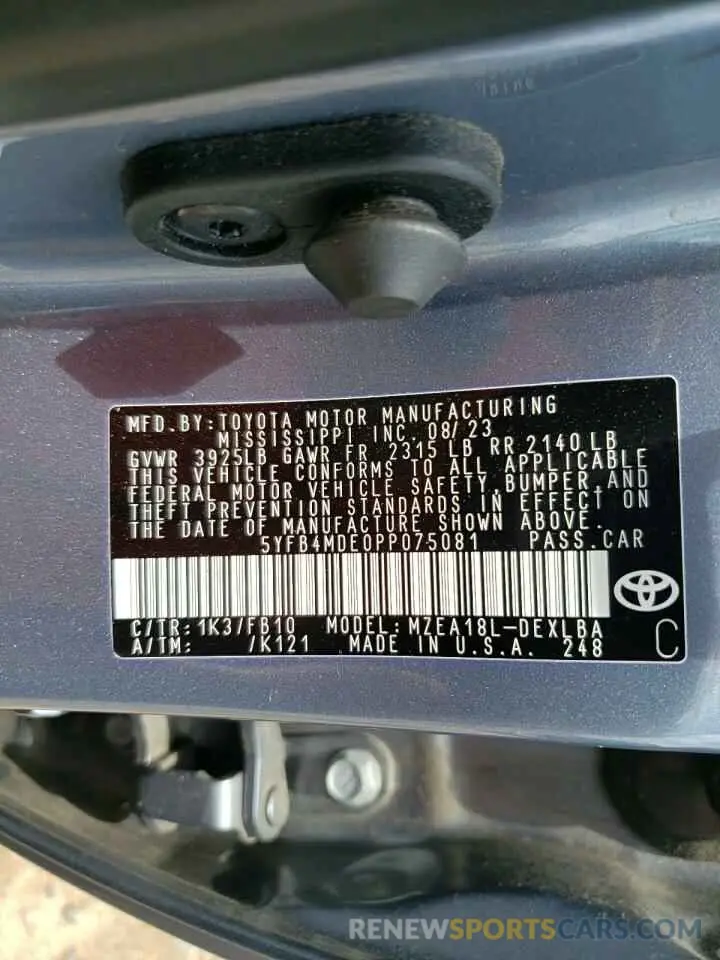 MFD.BY:TOYOTA MOTOR MANUFACTURING
MISSISSIPPI INC. 08/23
GVWR 3925LB GAWR FR 2315 LB RR 2140 LB
THIS VEHICLE CONFORMS TO ALL APPLICABLE
FEDERAL MOTOR VEHICLE SAFETY, BUMPER AND
THEFT PREVENTION STANDARDS IN EFFECT ON
THE DATE OF MANUFACTURE SHOWN ABOVE.
5YFB4MDE0PP075081 PASS.CAR
C/TR:1K3/FB10 MODEL:MZEA18L-DEXLBA
A/TM: /K121 MADE IN U.S.A. 248
C
RENEWSPORTSCARS.COM